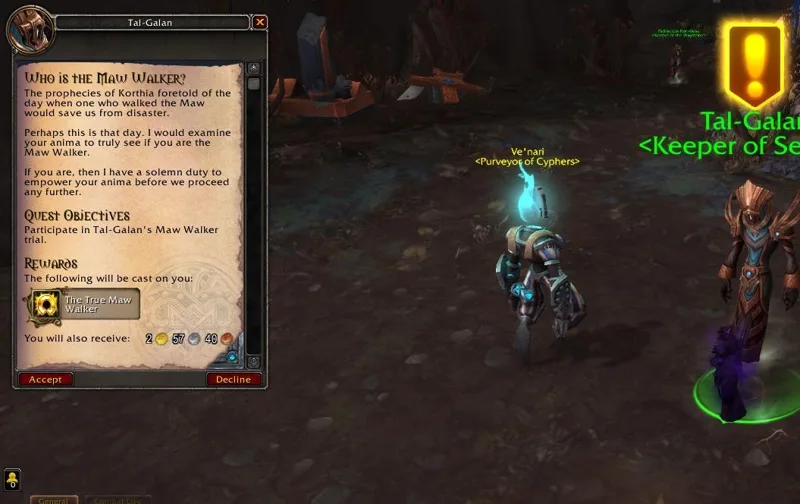 Tal-Galan
Who is the Maw Walker?
The prophecies of Korthia foretold of the
day when one who walked the Maw
would save us from disaster.
Perhaps this is that day. I would examine
your anima to truly see if you are the
Maw Walker.
If you are, then I have a solemn duty to
empower your anima before we proceed
any further.
Quest Objectives
Participate in Tal-Galan's Maw Walker
trial.
Rewards
The following will be cast on you:
The True Maw
Walker
You will also receive: 2 57 40
Accept
Decline
Ve'nari
<Purveyor of Cyphers>
Tal-Galan
<Keeper of Se
0
General
Combat Log